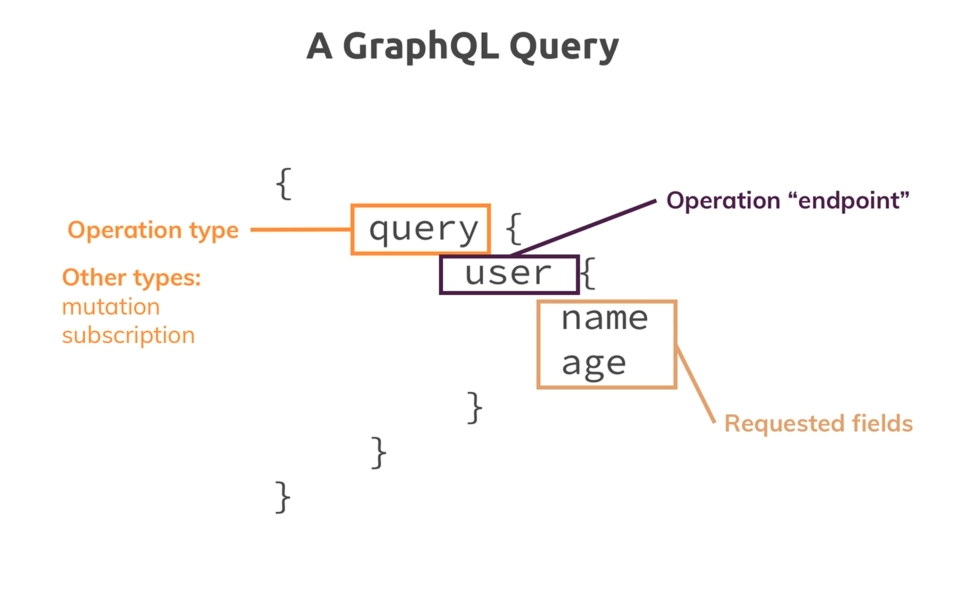 A GraphQL Query
{
Operation type
query {
Operation “endpoint”
Other types:
mutation
subscription
user {
name
age
}
Requested fields
}
}